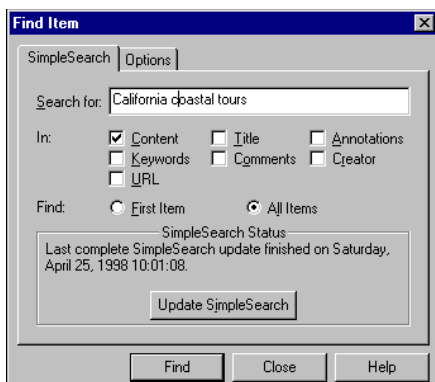 Find Item
SimpleSearch Options
Search for: California coastal tours
In: Content Title Annotations
Keywords Comments Creator
URL
Find: First Item All Items
SimpleSearch Status
Last complete SimpleSearch update finished on Saturday,
April 25, 1998 10:01:08.
Update SimpleSearch
Find Close Help